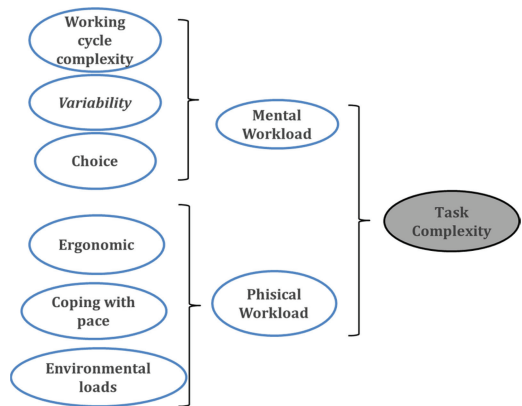 Working
cycle
complexity
Variability
Choice
Mental
Workload
Task
Complexity
Ergonomic
Coping with
pace
Phisical
Workload
Environmental
loads